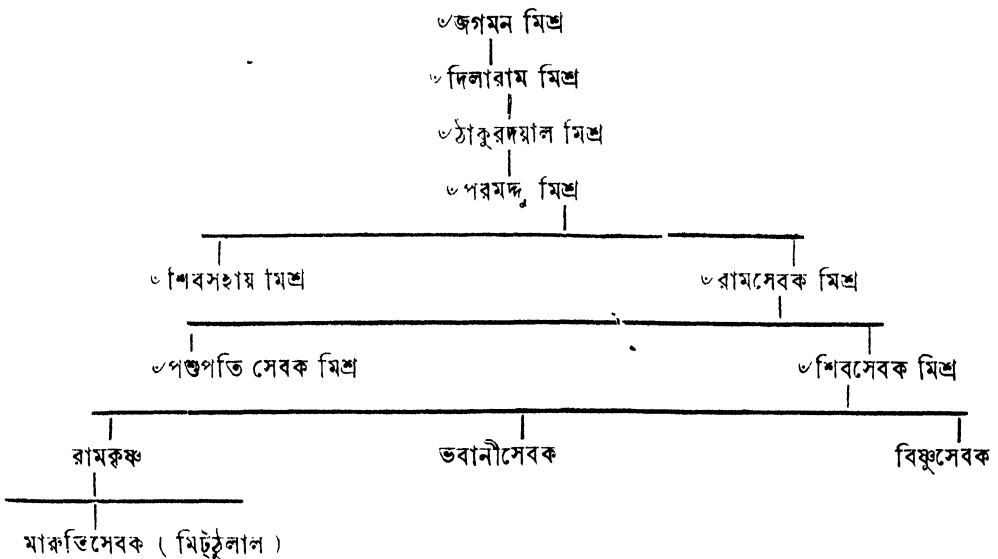 ৺জগমন মিশ্র
৺দিলারাম মিশ্র
৺ঠাকুরদয়াল মিশ্র
৺পরমদ্দু মিশ্র
৺শিবসহায় মিশ্র ৺রামসেবক মিশ্র
৺পশুপতি সেবক মিশ্র ৺শিবসেবক মিশ্র
রামকৃষ্ণ ভবানীসেবক বিষ্ণুসেবক
মারুতিসেবক ( মিট্‌ঠুলাল )